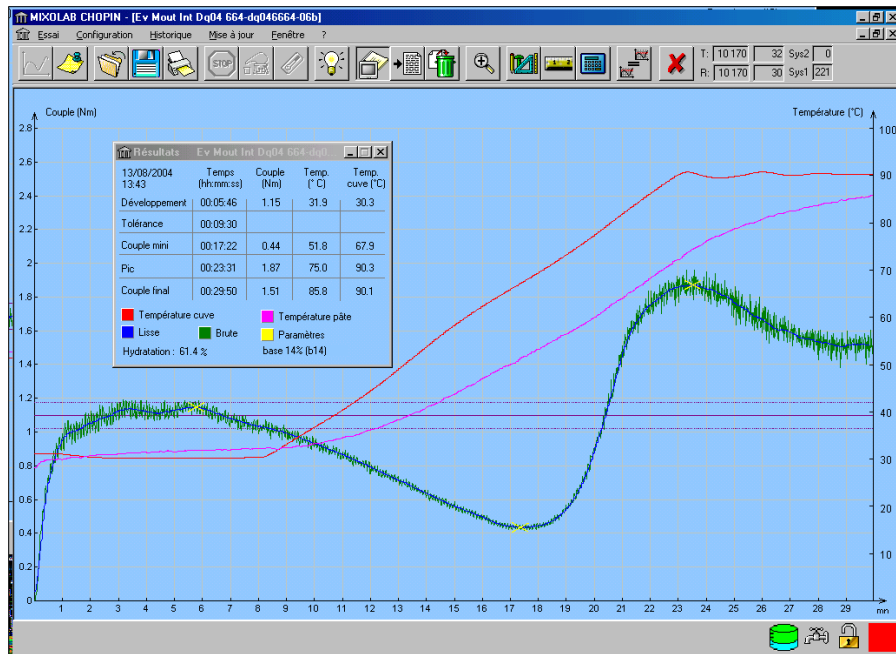 MIXOLAB CHOPIN - [Ev Mout Int Dq04 664-dq046664-06b]
Essai Configuration Historique Mise à jour Fenêtre ?
STOP
T: 10 170 32 Sys2 0
R: 10 170 30 Sys1 221
Couple (Nm) Température (°C)
Résultats Ev Mout Int Dq04 664-dq0...
13/08/2004 13:43 Temps (hh:mm:ss) Couple (Nm) Temp. (° C) Temp. cuve (°C)
Développement 00:05:46 1.15 31.9 30.3
Tolérance 00:09:30
Couple mini 00:17:22 0.44 51.8 67.9
Pic 00:23:31 1.87 75.0 90.3
Couple final 00:29:50 1.51 85.8 90.1
Température cuve Température pâte
Lisse Brute Paramètres
Hydratation : 61.4 % base 14% (b14)
2.8
2.6
2.4
2.2
2
1.8
1.6
1.4
1.2
1
0.8
0.6
0.4
0.2
0
100
90
80
70
60
50
40
30
20
10
1 2 3 4 5 6 7 8 9 10 11 12 13 14 15 16 17 18 19 20 21 22 23 24 25 26 27 28 29 mn